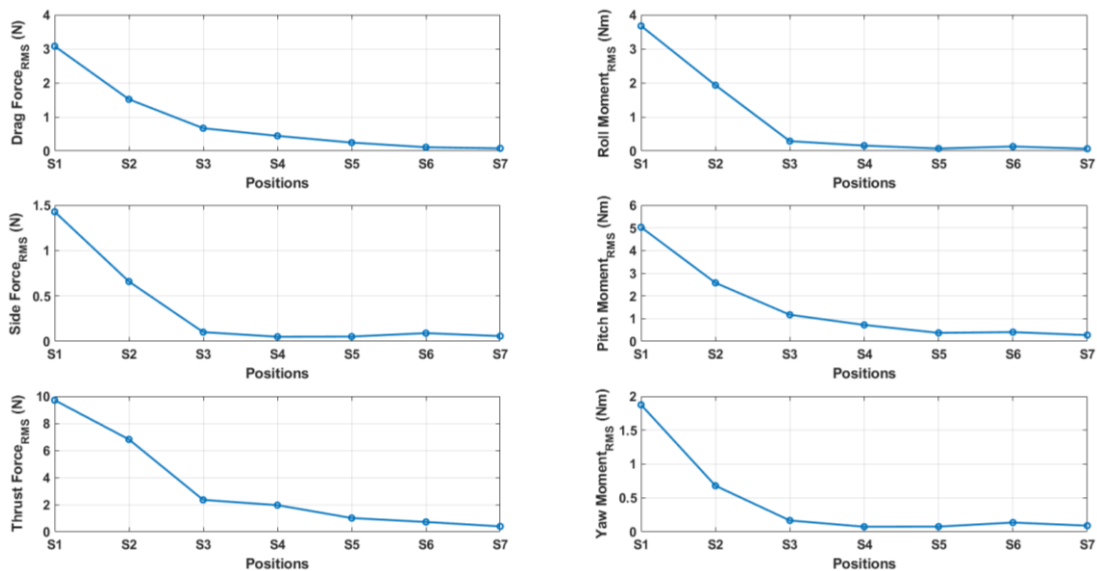 Drag Force_RMS (N)
4
3
2
1
0
S1 S2 S3 S4 S5 S6 S7
Positions
Roll Moment_RMS (Nm)
4
3
2
1
0
S1 S2 S3 S4 S5 S6 S7
Positions
Side Force_RMS (N)
1.5
1
0.5
0
S1 S2 S3 S4 S5 S6 S7
Positions
Pitch Moment_RMS (Nm)
6
5
4
3
2
1
0
S1 S2 S3 S4 S5 S6 S7
Positions
Thrust Force_RMS (N)
10
8
6
4
2
0
S1 S2 S3 S4 S5 S6 S7
Positions
Yaw Moment_RMS (Nm)
2
1.5
1
0.5
0
S1 S2 S3 S4 S5 S6 S7
Positions